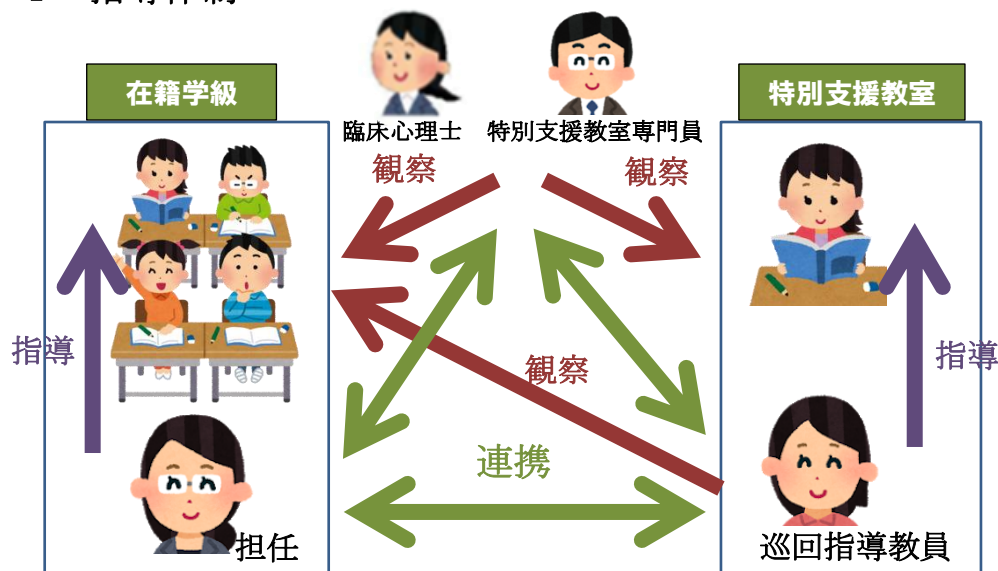 在籍学級
特別支援教室
臨床心理士
特別支援教室専門員
観察
観察
指導
指導
観察
連携
担任
巡回指導教員